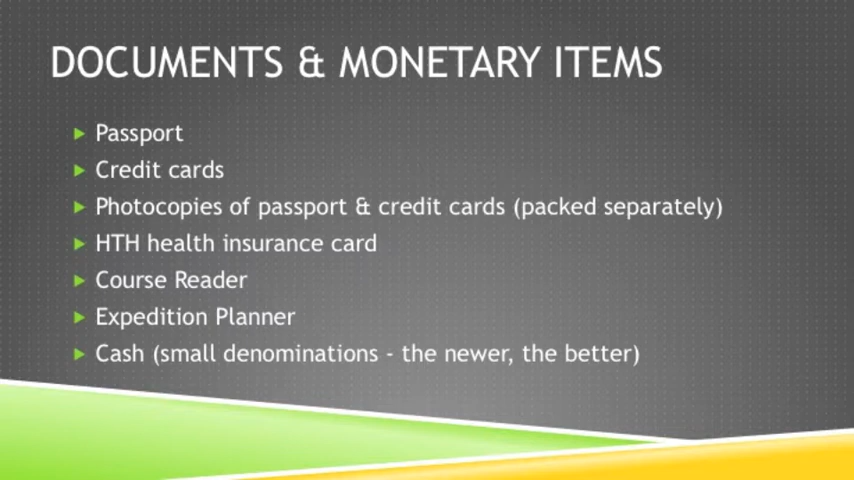 DOCUMENTS & MONETARY ITEMS
Passport
Credit cards
Photocopies of passport & credit cards (packed separately)
HTH health insurance card
Course Reader
Expedition Planner
Cash (small denominations - the newer, the better)